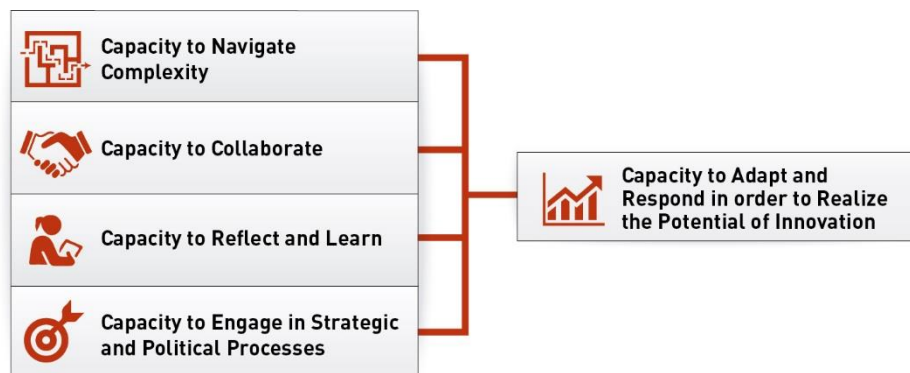 Capacity to Navigate
Complexity
Capacity to Collaborate
Capacity to Reflect and Learn
Capacity to Engage in Strategic
and Political Processes
Capacity to Adapt and
Respond in order to Realize
the Potential of Innovation